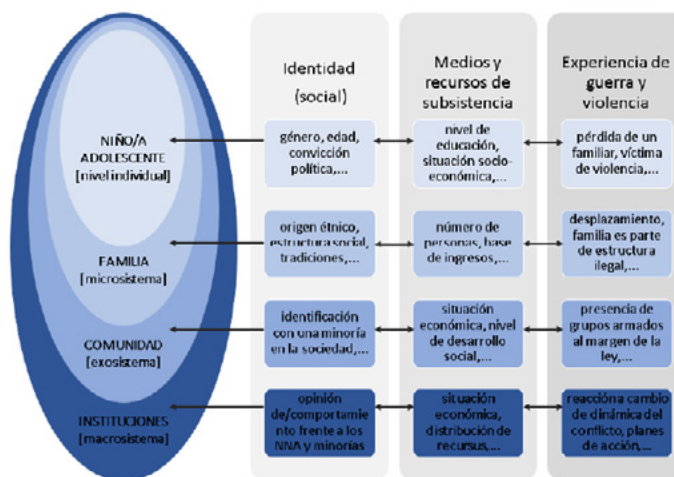 Identidad
(social)
Medios y
recursos de
subsistencia
Experiencia de
guerra y
violencia
NIÑO/A
ADOLESCENTE
[nivel individual]
género, edad,
convicción
política,...
nivel de
educación,
situación socio-
económica,...
pérdida de un
familiar, víctima
de violencia,...
FAMILIA
[microsistema]
origen étnico,
estructura social,
tradiciones,...
número de
personas, base
de ingresos,...
desplazamiento,
familia es parte
de estructura
ilegal,...
COMUNIDAD
[exosistema]
identificación
con una minoría
en la sociedad,...
situación
económica, nivel
de desarrollo
social,...
presencia de
grupos armados
al margen de la
ley,...
INSTITUCIONES
[macrosistema]
opinión
de/comportamie
nto frente a los
NNA y minorías
situación
económica,
distribución de
recursos,...
reacción a cambio
de dinámica del
conflicto, planes
de acción,...